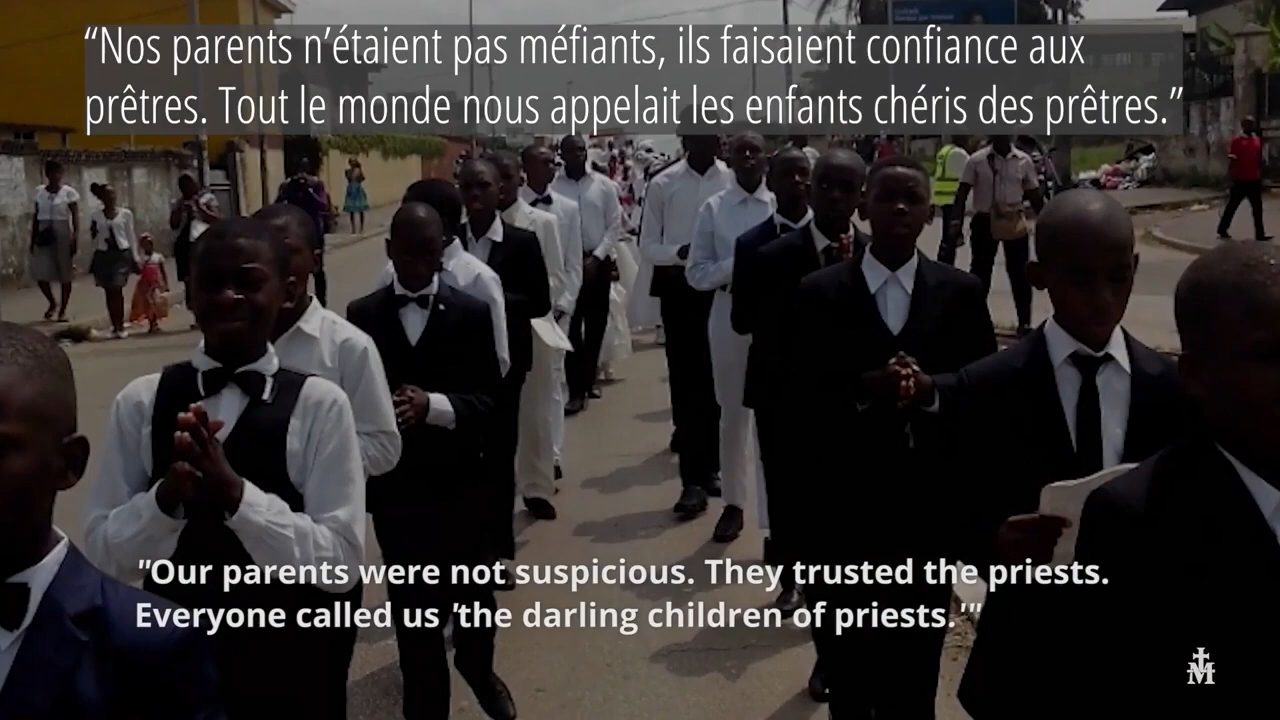 “Nos parents n’étaient pas méfiants, ils faisaient confiance aux
prêtres. Tout le monde nous appelait les enfants chéris des prêtres.”
"Our parents were not suspicious. They trusted the priests.
Everyone called us 'the darling children of priests.'"